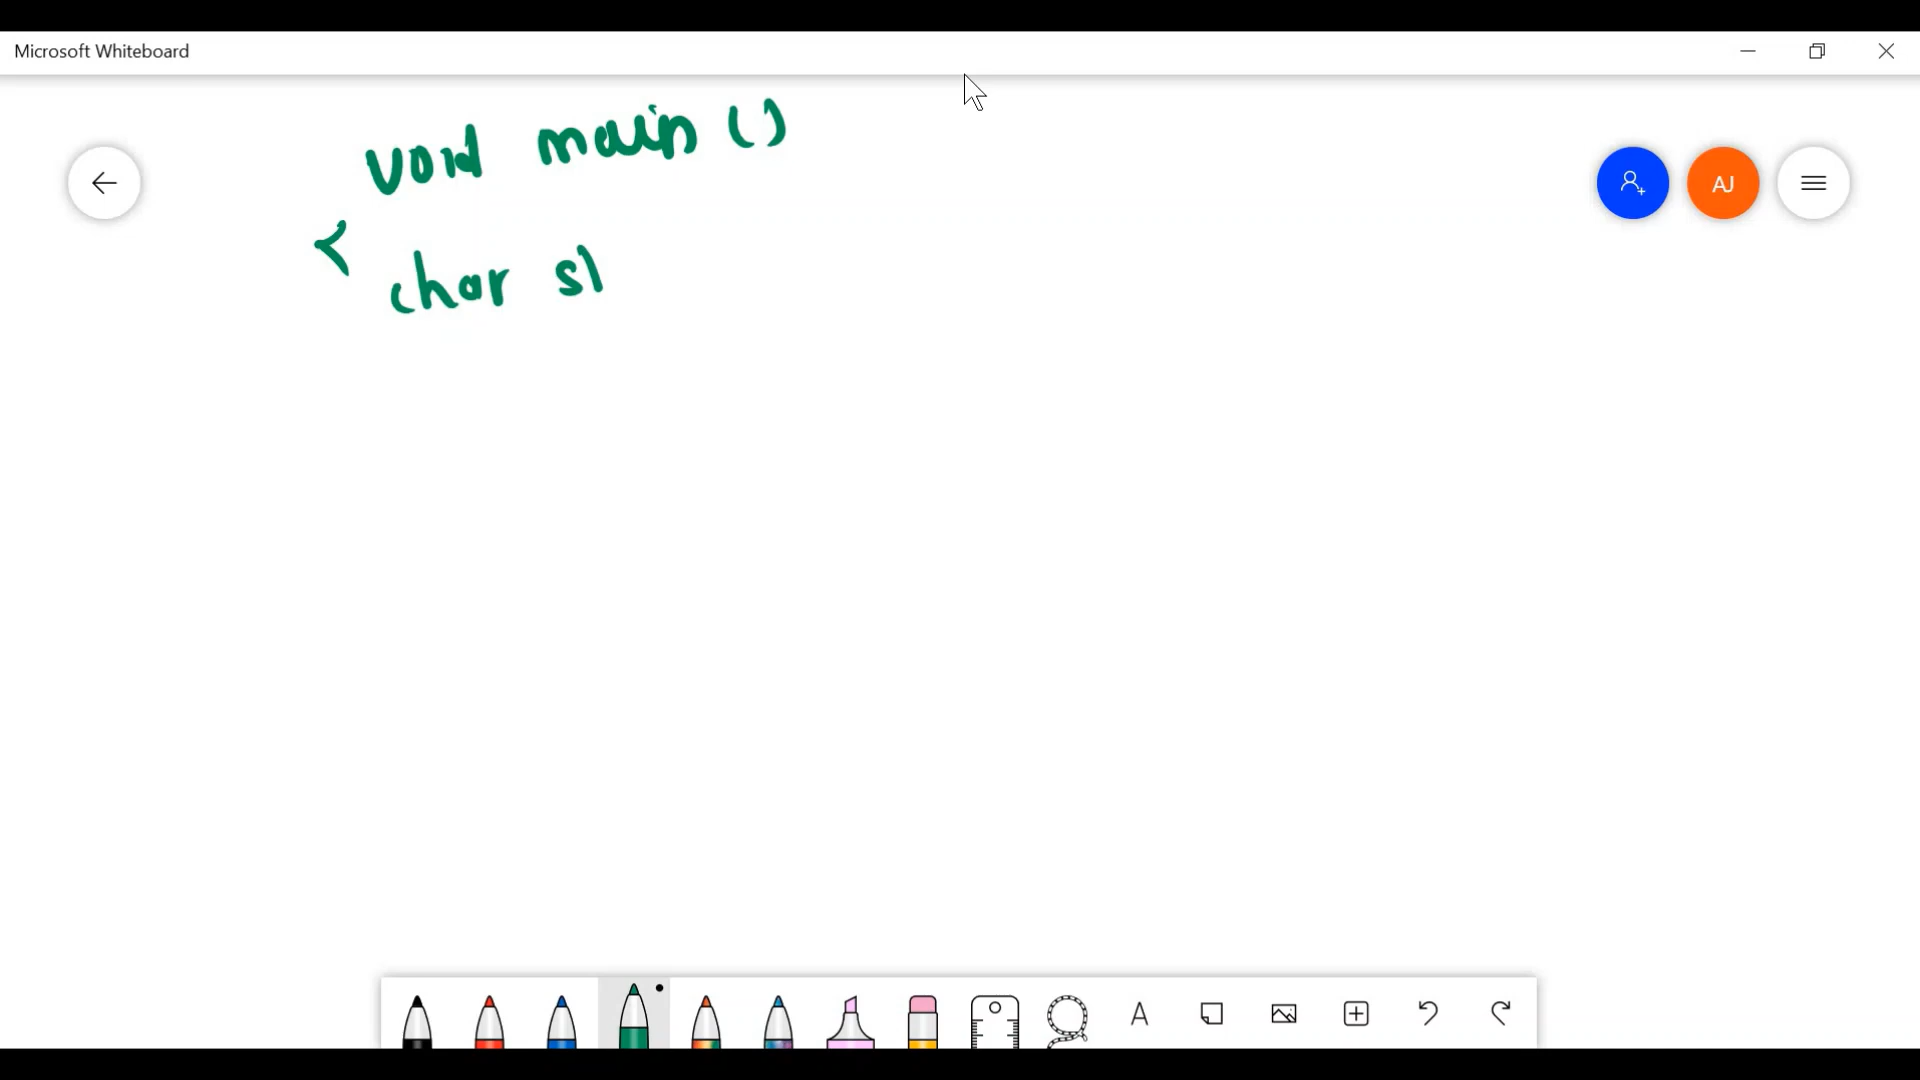 Microsoft Whiteboard
void main ()
AJ
{
char s1
A